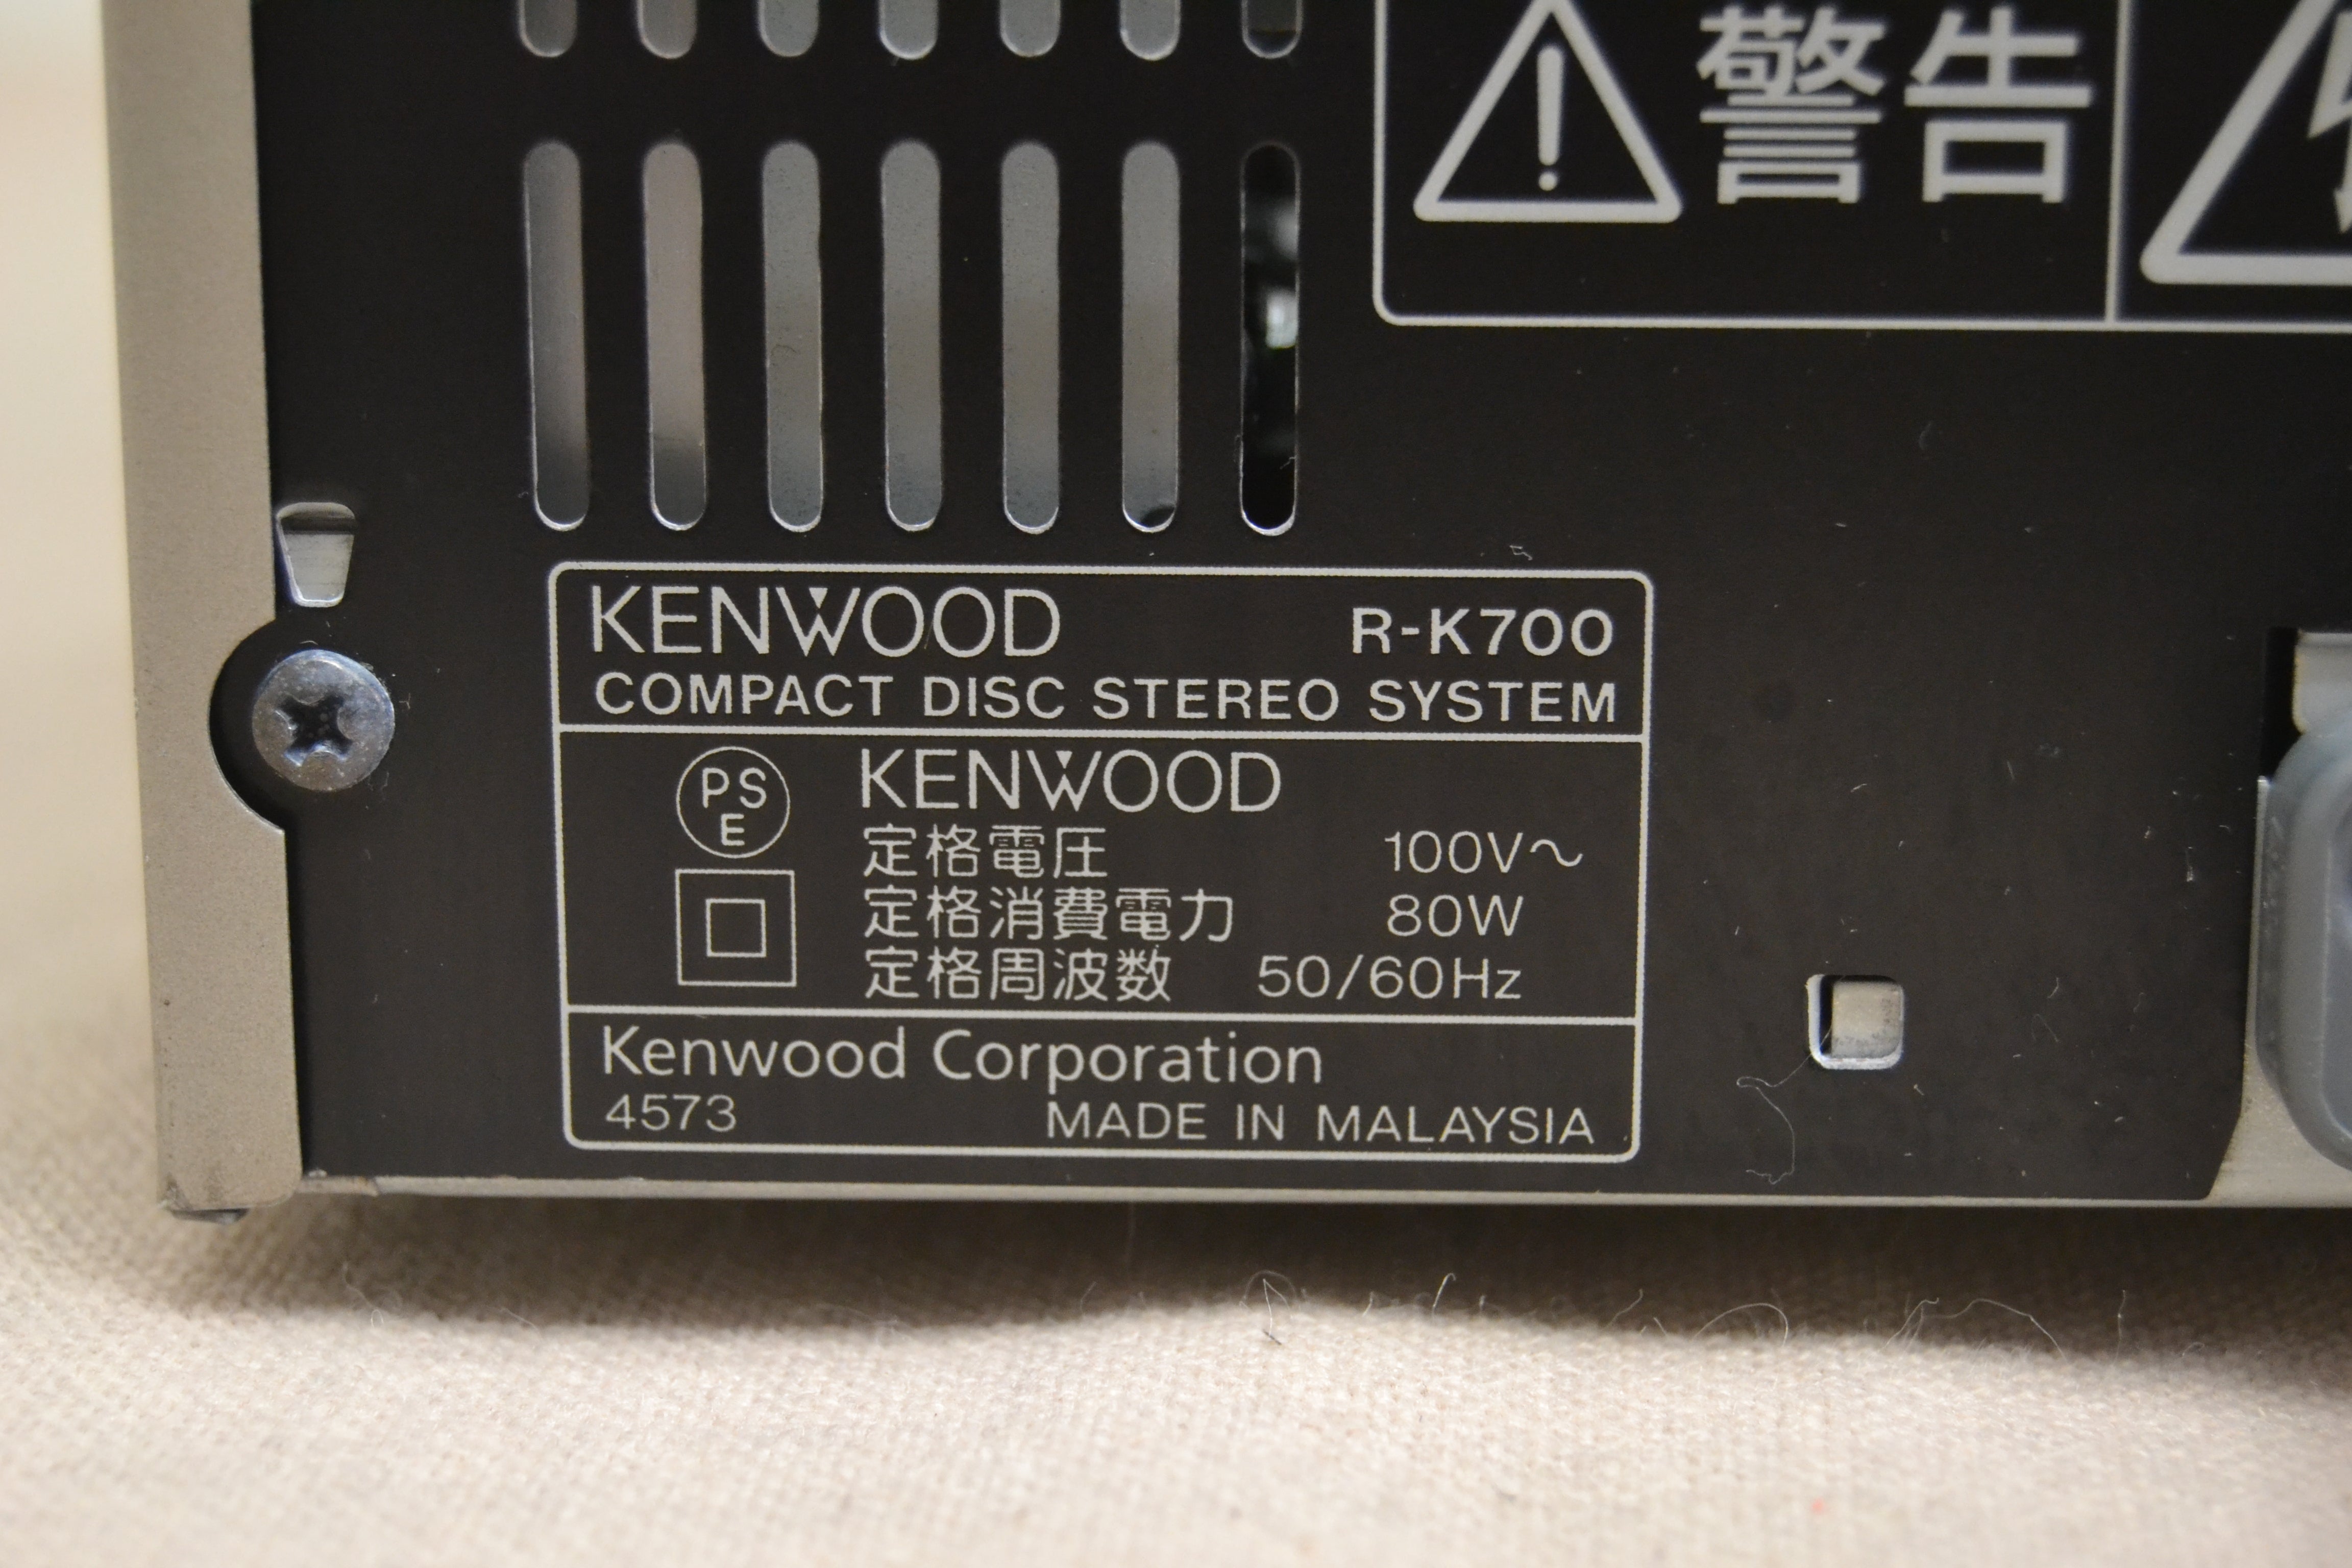 警告
KENWOOD R-K700
COMPACT DISC STEREO SYSTEM
PS
E
KENWOOD
定格電圧 100V~
定格消費電力 80W
定格周波数 50/60Hz
Kenwood Corporation
4573 MADE IN MALAYSIA